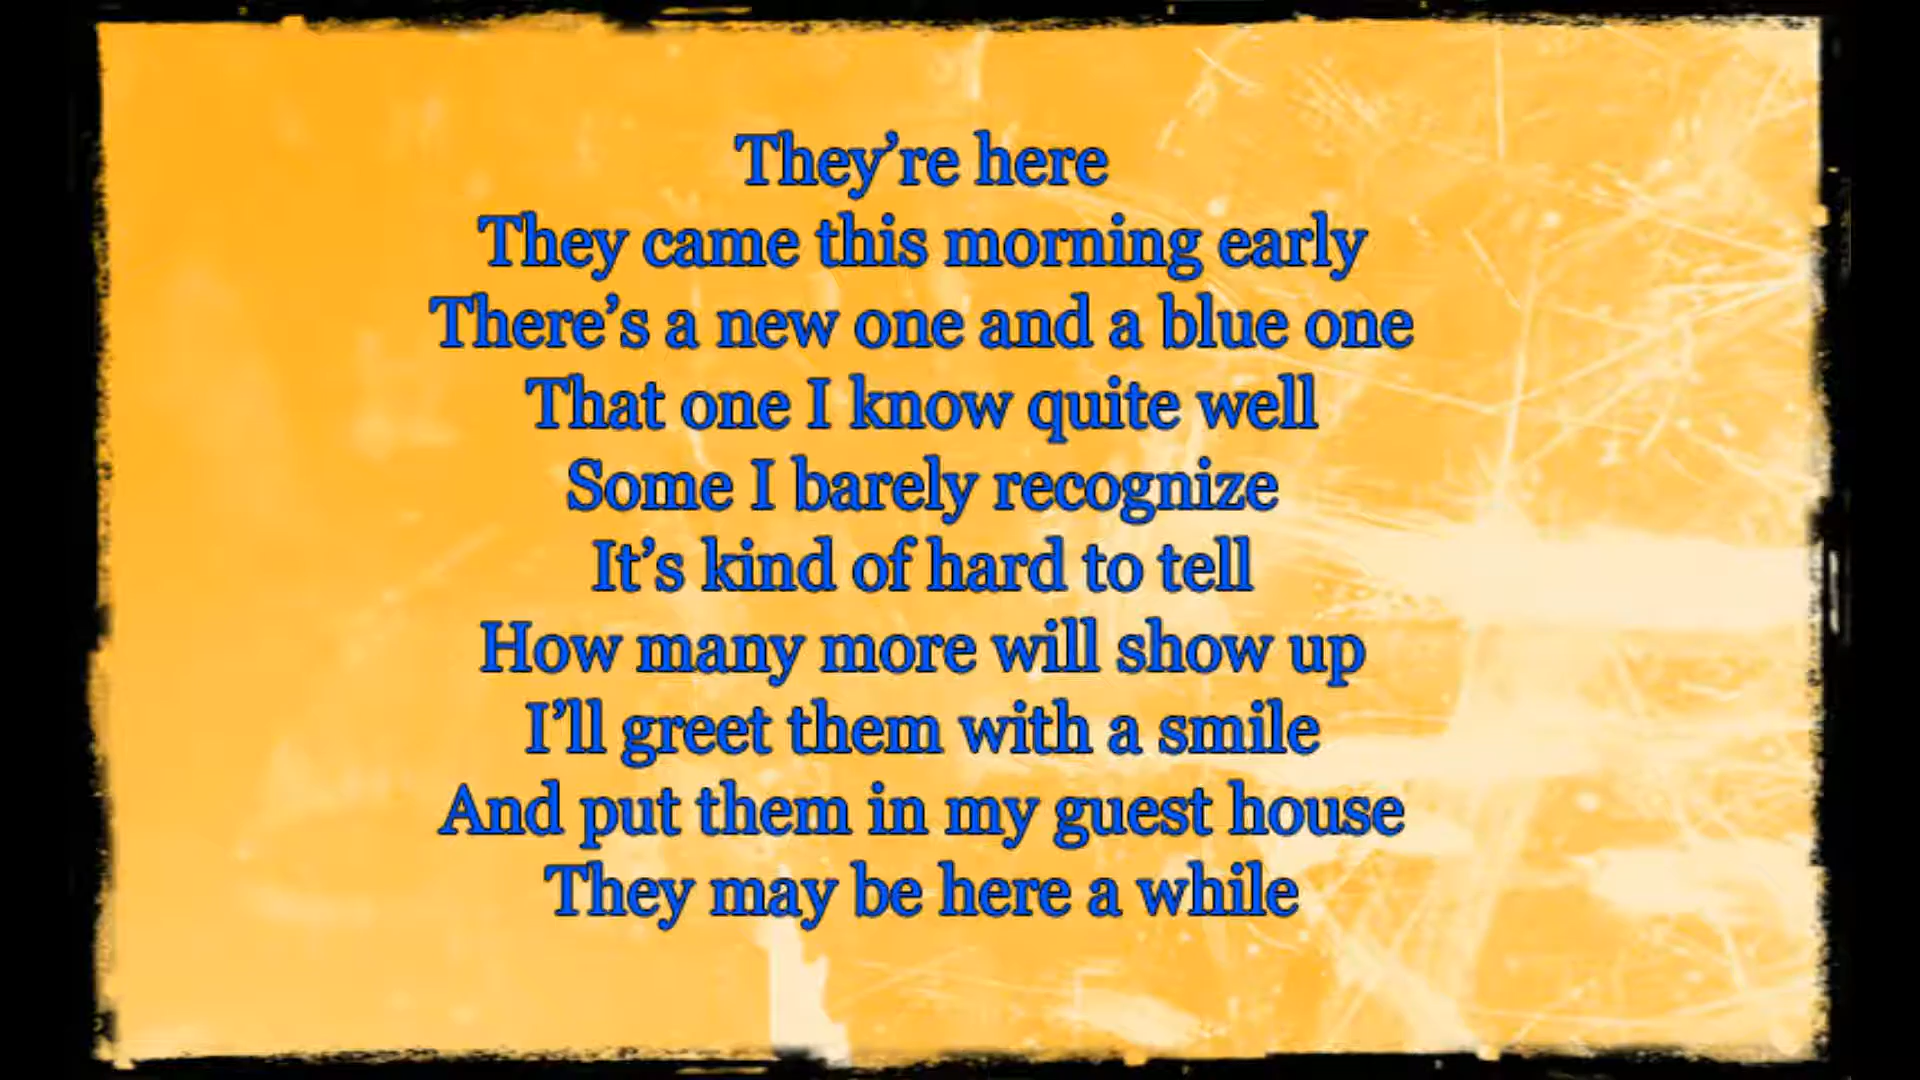 They’re here
They came this morning early
There’s a new one and a blue one
That one I know quite well
Some I barely recognize
It’s kind of hard to tell
How many more will show up
I’ll greet them with a smile
And put them in my guest house
They may be here a while